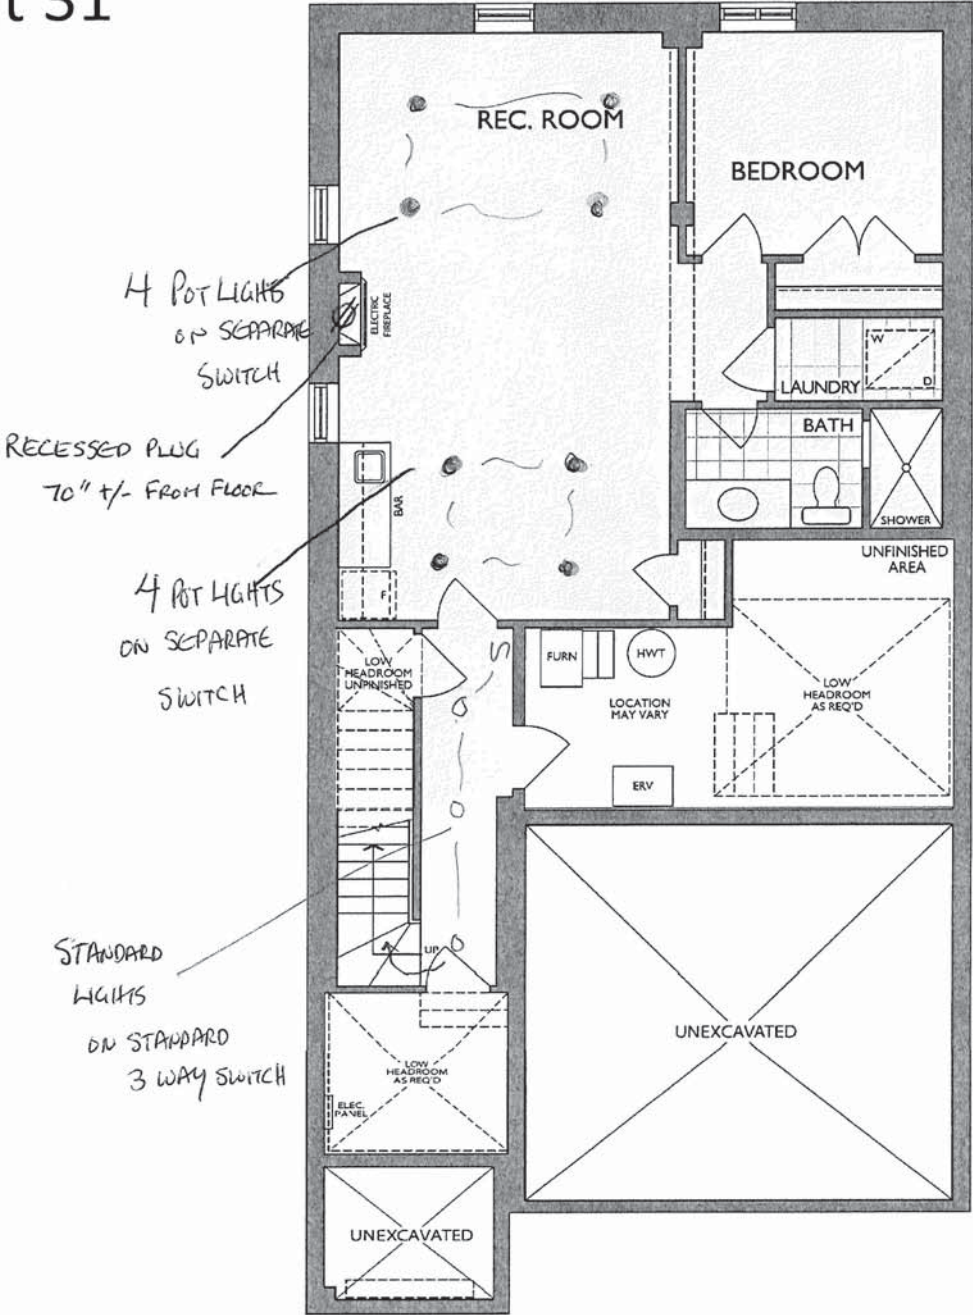 t 31
REC. ROOM
BEDROOM
4 POT LIGHTS
ON SEPARATE
SWITCH
ELECTRIC
FIREPLACE
W
D
LAUNDRY
BATH
RECESSED PLUG
70" +/- FROM FLOOR
BAR
SHOWER
UNFINISHED
AREA
4 POT LIGHTS
ON SEPARATE
SWITCH
F
S
LOW
HEADROOM
UNFINISHED
FURN
HWT
LOCATION
MAY VARY
LOW
HEADROOM
AS REQ'D
ERV
STANDARD
LIGHTS
ON STANDARD
3 WAY SWITCH
UP
UNEXCAVATED
LOW
HEADROOM
AS REQ'D
ELEC.
PANEL
UNEXCAVATED